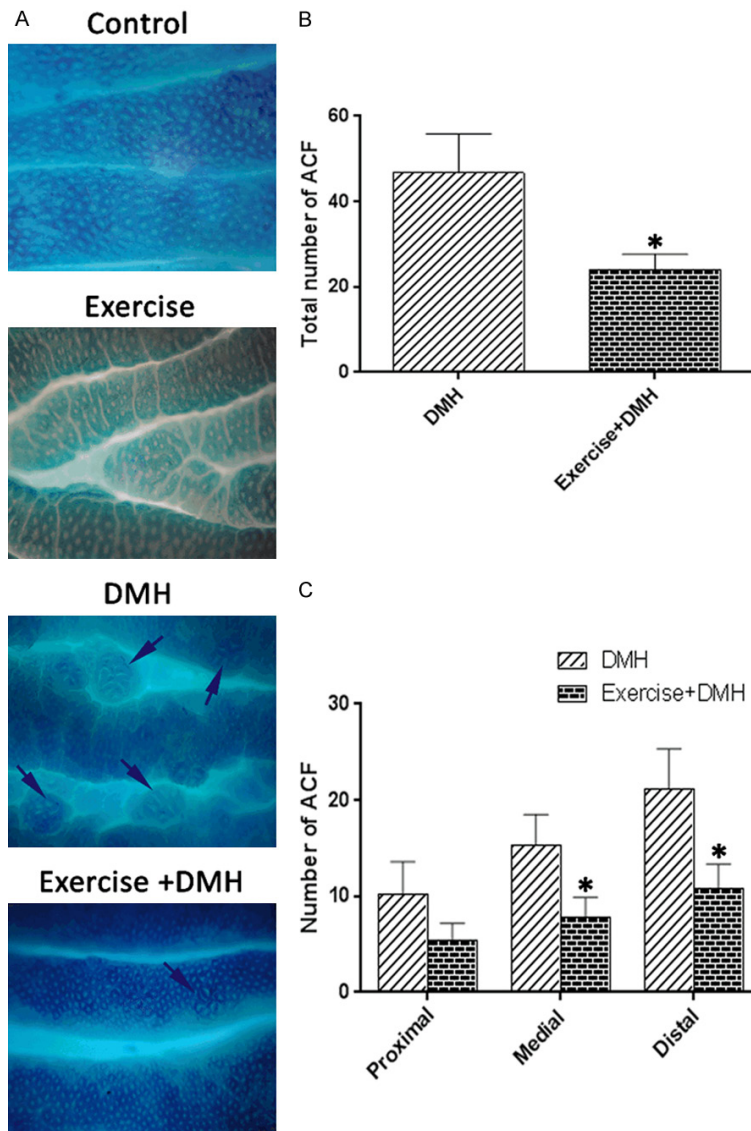 A
Control
Exercise
DMH
Exercise +DMH
B
Total number of ACF
60
40
20
0
*
DMH
Exercise+DMH
C
DMH
Exercise+DMH
Number of ACF
30
20
10
0
*
*
Proximal
Medial
Distal